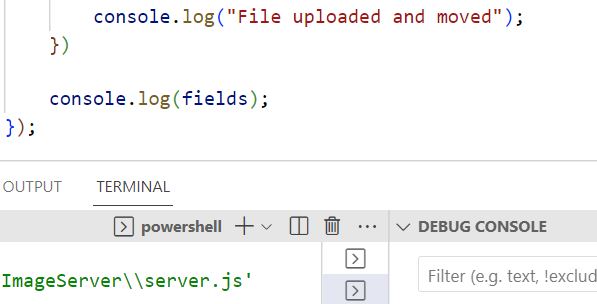 console.log("File uploaded and moved");
})
console.log(fields);
});
OUTPUT TERMINAL
powershell DEBUG CONSOLE
ImageServer\\server.js'
Filter (e.g. text, !exclud